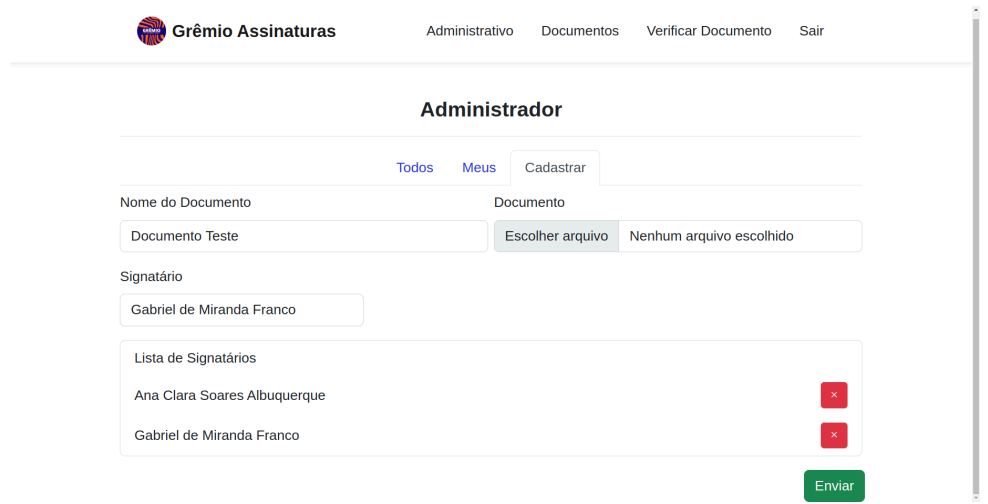 GRÊMIO
Grêmio Assinaturas
Administrativo Documentos Verificar Documento Sair
Administrador
Todos Meus Cadastrar
Nome do Documento Documento
Documento Teste Escolher arquivo Nenhum arquivo escolhido
Signatário
Gabriel de Miranda Franco
Lista de Signatários
Ana Clara Soares Albuquerque ×
Gabriel de Miranda Franco ×
Enviar